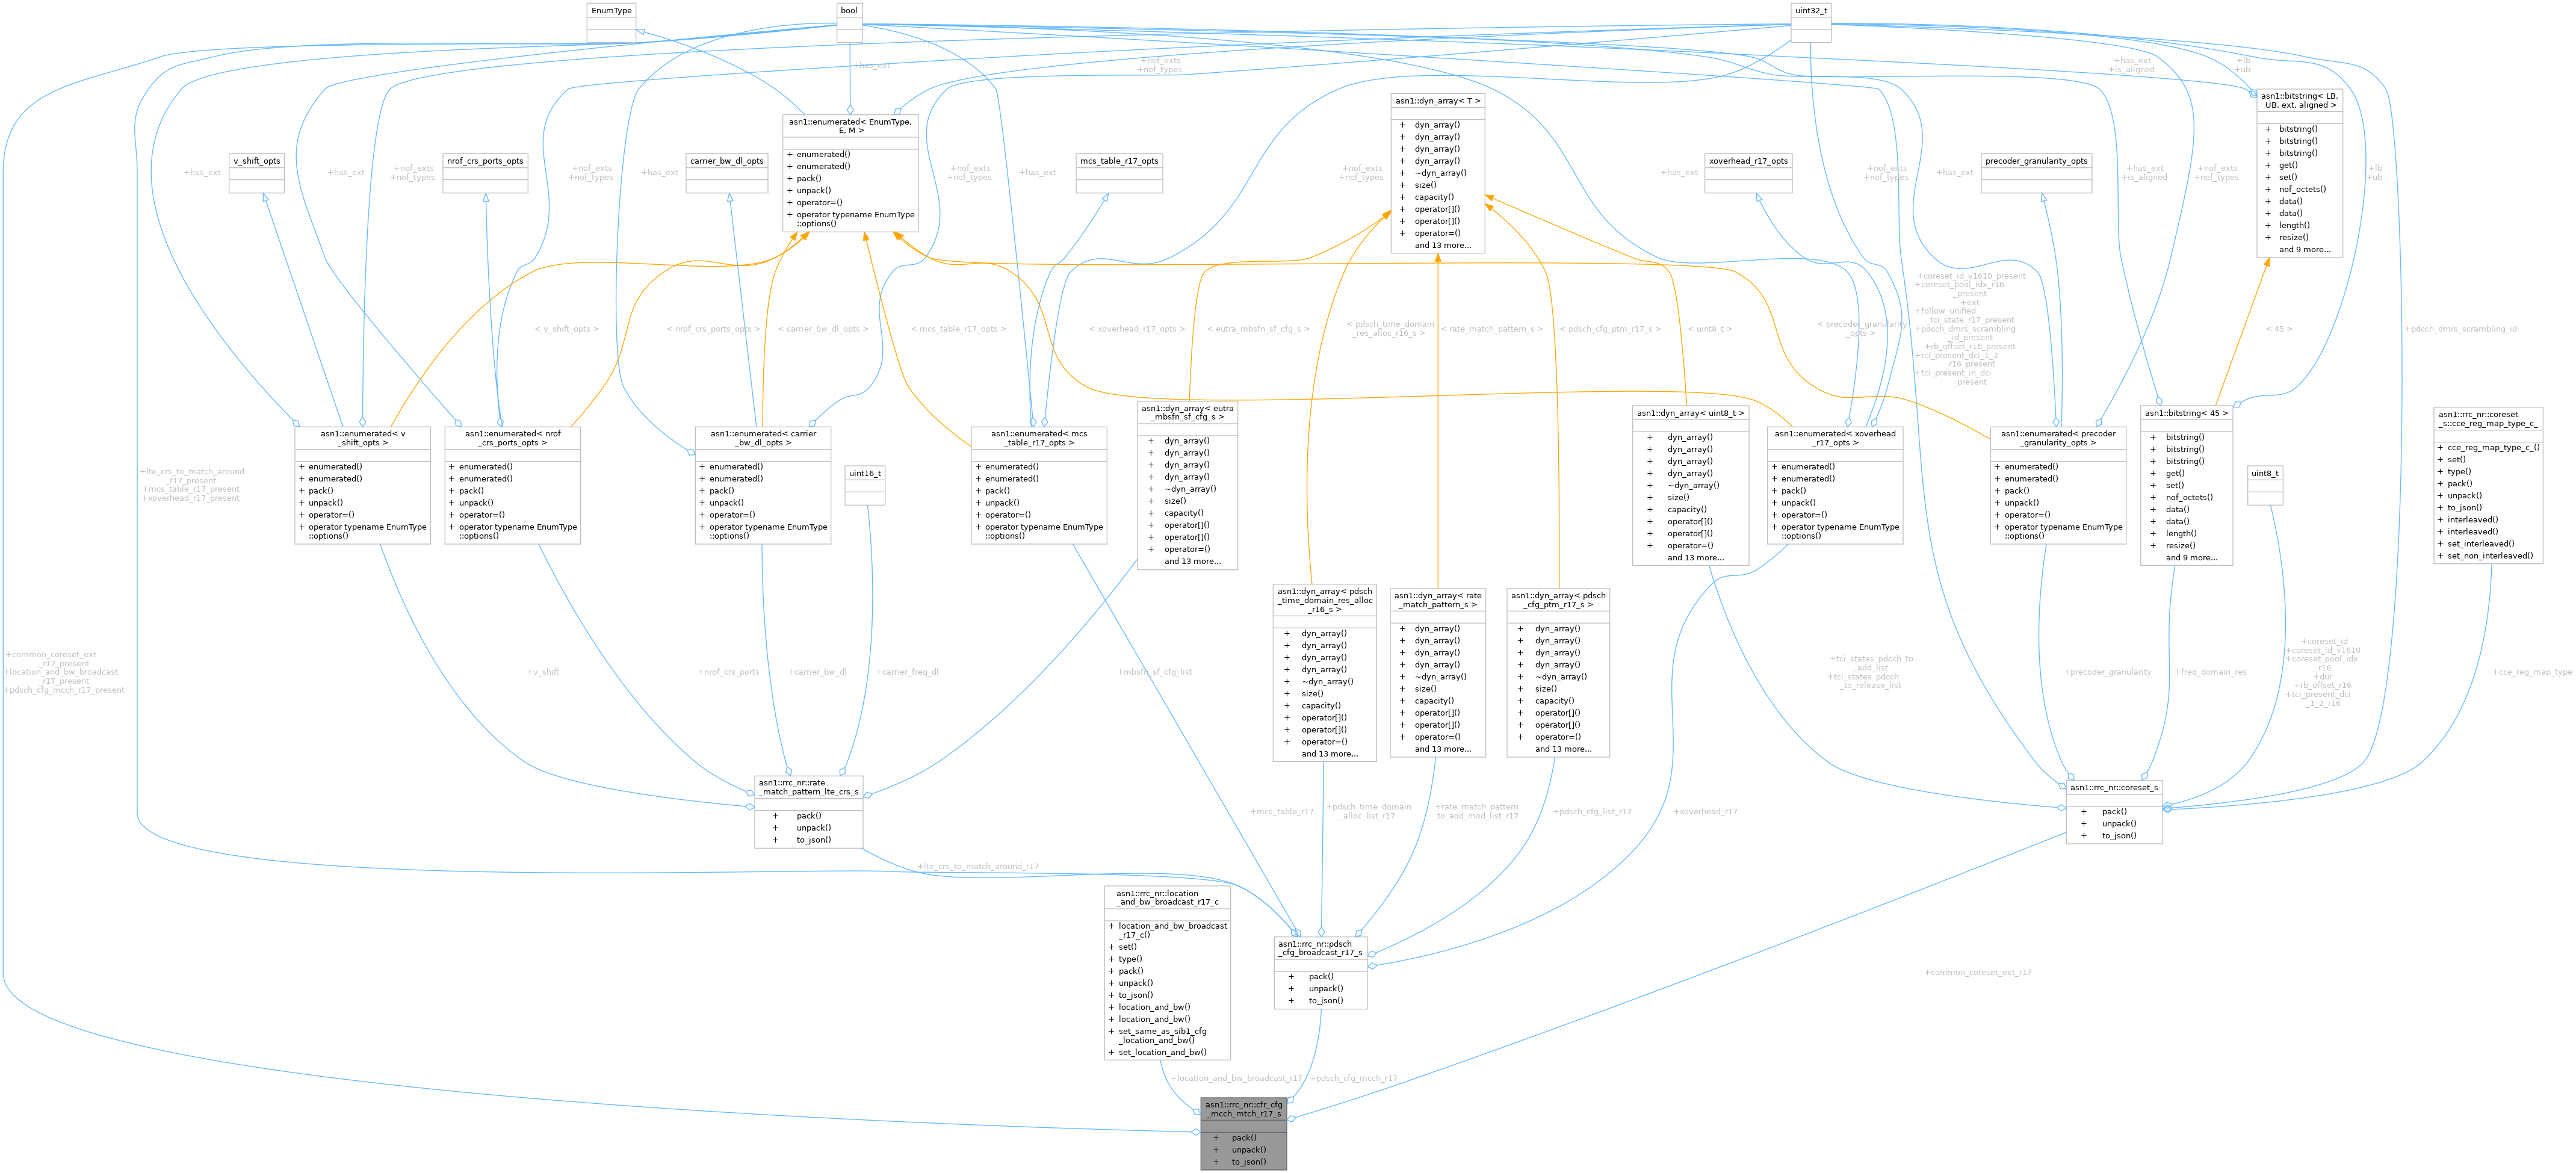 EnumType
bool
uint32_t
+has_ext
+nof_exts
+nof_types
+has_ext
+is_aligned
+lb
+ub
asn1::enumerated< EnumType,
E, M >
+ enumerated()
+ enumerated()
+ pack()
+ unpack()
+ operator=()
+ operator typename EnumType
::options()
asn1::dyn_array< T >
+ dyn_array()
+ dyn_array()
+ dyn_array()
+ dyn_array()
+ ~dyn_array()
+ size()
+ capacity()
+ operator[]()
+ operator[]()
+ operator=()
and 13 more...
asn1::bitstring< LB,
UB, ext, aligned >
+ bitstring()
+ bitstring()
+ bitstring()
+ get()
+ set()
+ nof_octets()
+ data()
+ data()
+ length()
+ resize()
and 9 more...
v_shift_opts
nrof_crs_ports_opts
carrier_bw_dl_opts
mcs_table_r17_opts
xoverhead_r17_opts
precoder_granularity_opts
+has_ext
+has_ext
+nof_exts
+nof_types
+nof_exts
+nof_types
+has_ext
+nof_exts
+nof_types
+has_ext
+nof_exts
+nof_types
+has_ext
+nof_exts
+nof_types
+has_ext
+has_ext
+is_aligned
+nof_exts
+nof_types
+lb
+ub
< v_shift_opts >
< nrof_crs_ports_opts >
< carrier_bw_dl_opts >
< mcs_table_r17_opts >
< xoverhead_r17_opts >
< eutra_mbsfn_sf_cfg_s >
< pdsch_time_domain
_res_alloc_r16_s >
< rate_match_pattern_s >
< pdsch_cfg_ptm_r17_s >
< uint8_t >
< precoder_granularity
_opts >
+coreset_id_v1610_present
+coreset_pool_idx_r16
_present
+ext
+follow_unified
_tci_state_r17_present
+pdcch_dmrs_scrambling
_id_present
+rb_offset_r16_present
+tci_present_dci_1_2
_r16_present
+tci_present_in_dci
_present
< 45 >
+pdcch_dmrs_scrambling_id
+lte_crs_to_match_around
_r17_present
+mcs_table_r17_present
+xoverhead_r17_present
asn1::enumerated< v
_shift_opts >
+ enumerated()
+ enumerated()
+ pack()
+ unpack()
+ operator=()
+ operator typename EnumType
::options()
asn1::enumerated< nrof
_crs_ports_opts >
+ enumerated()
+ enumerated()
+ pack()
+ unpack()
+ operator=()
+ operator typename EnumType
::options()
asn1::enumerated< carrier
_bw_dl_opts >
+ enumerated()
+ enumerated()
+ pack()
+ unpack()
+ operator=()
+ operator typename EnumType
::options()
uint16_t
asn1::enumerated< mcs
_table_r17_opts >
+ enumerated()
+ enumerated()
+ pack()
+ unpack()
+ operator=()
+ operator typename EnumType
::options()
asn1::dyn_array< eutra
_mbsfn_sf_cfg_s >
+ dyn_array()
+ dyn_array()
+ dyn_array()
+ dyn_array()
+ ~dyn_array()
+ size()
+ capacity()
+ operator[]()
+ operator[]()
+ operator=()
and 13 more...
asn1::dyn_array< uint8_t >
+ dyn_array()
+ dyn_array()
+ dyn_array()
+ dyn_array()
+ ~dyn_array()
+ size()
+ capacity()
+ operator[]()
+ operator[]()
+ operator=()
and 13 more...
asn1::enumerated< xoverhead
_r17_opts >
+ enumerated()
+ enumerated()
+ pack()
+ unpack()
+ operator=()
+ operator typename EnumType
::options()
asn1::enumerated< precoder
_granularity_opts >
+ enumerated()
+ enumerated()
+ pack()
+ unpack()
+ operator=()
+ operator typename EnumType
::options()
asn1::bitstring< 45 >
+ bitstring()
+ bitstring()
+ bitstring()
+ get()
+ set()
+ nof_octets()
+ data()
+ data()
+ length()
+ resize()
and 9 more...
uint8_t
asn1::rrc_nr::coreset
_s::cce_reg_map_type_c_
+ cce_reg_map_type_c_()
+ set()
+ type()
+ pack()
+ unpack()
+ to_json()
+ interleaved()
+ interleaved()
+ set_interleaved()
+ set_non_interleaved()
asn1::dyn_array< pdsch
_time_domain_res_alloc
_r16_s >
+ dyn_array()
+ dyn_array()
+ dyn_array()
+ dyn_array()
+ ~dyn_array()
+ size()
+ capacity()
+ operator[]()
+ operator[]()
+ operator=()
and 13 more...
asn1::dyn_array< rate
_match_pattern_s >
+ dyn_array()
+ dyn_array()
+ dyn_array()
+ dyn_array()
+ ~dyn_array()
+ size()
+ capacity()
+ operator[]()
+ operator[]()
+ operator=()
and 13 more...
asn1::dyn_array< pdsch
_cfg_ptm_r17_s >
+ dyn_array()
+ dyn_array()
+ dyn_array()
+ dyn_array()
+ ~dyn_array()
+ size()
+ capacity()
+ operator[]()
+ operator[]()
+ operator=()
and 13 more...
+common_coreset_ext
_r17_present
+location_and_bw_broadcast
_r17_present
+pdsch_cfg_mcch_r17_present
+v_shift
+nrof_crs_ports
+carrier_bw_dl
+carrier_freq_dl
+mbsfn_sf_cfg_list
+tci_states_pdcch_to
_add_list
+tci_states_pdcch
_to_release_list
+precoder_granularity
+freq_domain_res
+coreset_id
+coreset_id_v1610
+coreset_pool_idx
_r16
+dur
+rb_offset_r16
+tci_present_dci
_1_2_r16
+cce_reg_map_type
asn1::rrc_nr::rate
_match_pattern_lte_crs_s
+ pack()
+ unpack()
+ to_json()
+mcs_table_r17
+pdsch_time_domain
_alloc_list_r17
+rate_match_pattern
_to_add_mod_list_r17
+pdsch_cfg_list_r17
+xoverhead_r17
asn1::rrc_nr::coreset_s
+ pack()
+ unpack()
+ to_json()
+lte_crs_to_match_around_r17
asn1::rrc_nr::location
_and_bw_broadcast_r17_c
+ location_and_bw_broadcast
_r17_c()
+ set()
+ type()
+ pack()
+ unpack()
+ to_json()
+ location_and_bw()
+ location_and_bw()
+ set_same_as_sib1_cfg
_location_and_bw()
+ set_location_and_bw()
asn1::rrc_nr::pdsch
_cfg_broadcast_r17_s
+ pack()
+ unpack()
+ to_json()
+common_coreset_ext_r17
+location_and_bw_broadcast_r17
+pdsch_cfg_mcch_r17
asn1::rrc_nr::cfr_cfg
_mcch_mtch_r17_s
+ pack()
+ unpack()
+ to_json()